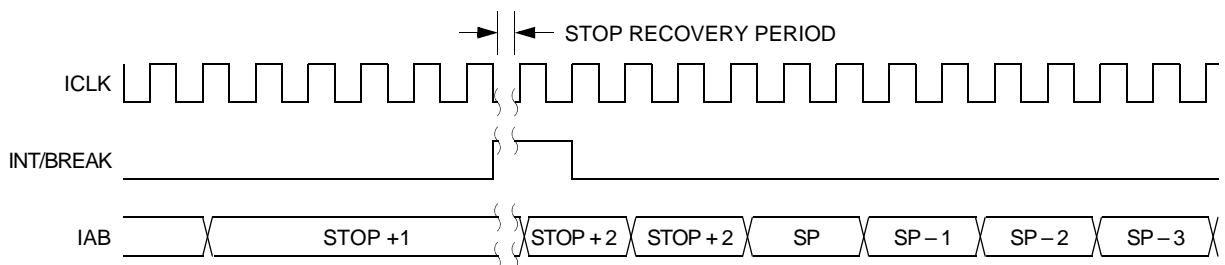 STOP RECOVERY PERIOD
ICLK
INT/BREAK
IAB STOP +1 STOP + 2 STOP + 2 SP SP – 1 SP – 2 SP – 3